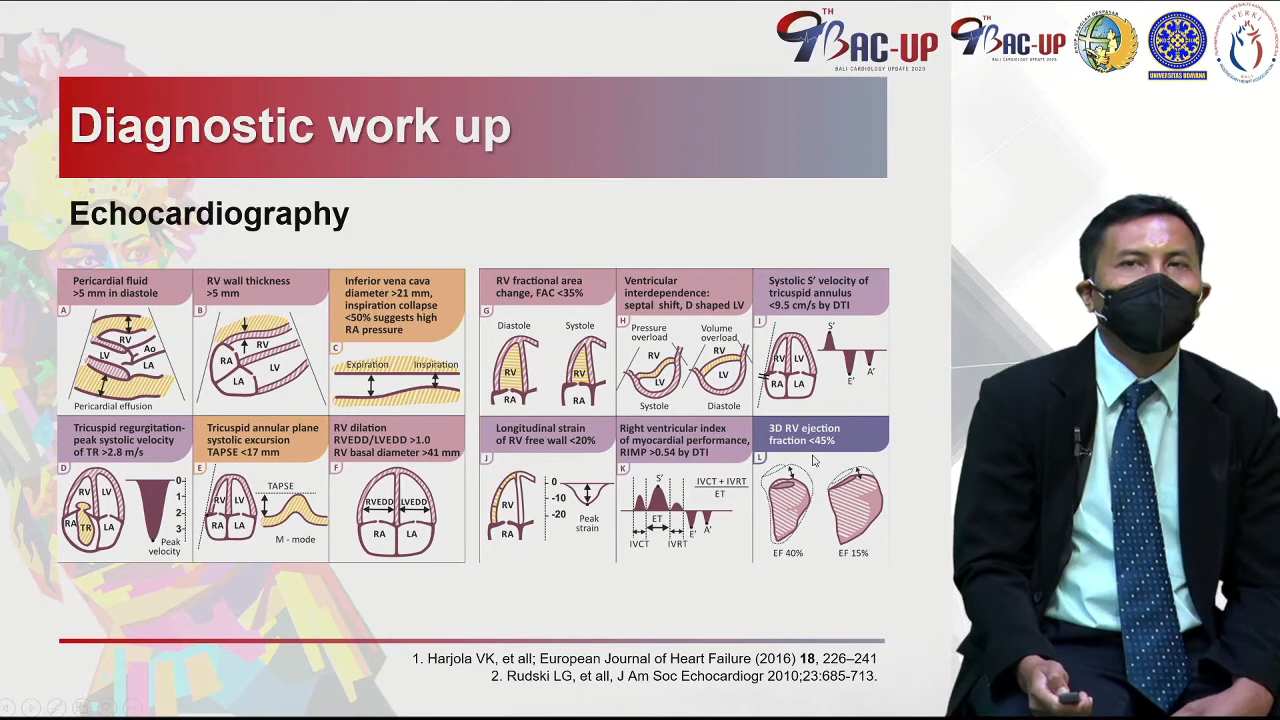 9TH BAC-UP
BALI CARDIOLOGY UPDATE 2020
9TH BAC-UP
BALI CARDIOLOGY UPDATE 2020
UNIVERSITAS UDAYANA
PERKI
BALI
Diagnostic work up
Echocardiography
Pericardial fluid
>5 mm in diastole
A
RV
LV
Ao
LA
Pericardial effusion
RV wall thickness
>5 mm
B
RV
RA
LV
LA
Inferior vena cava
diameter >21 mm,
inspiration collapse
<50% suggests high
RA pressure
C
Expiration
Inspiration
RV fractional area
change, FAC <35%
G
Diastole
Systole
RV
RV
RA
RA
Ventricular
interdependence:
septal shift, D shaped LV
H
Pressure
overload
Volume
overload
RV
LV
RV
LV
Systole
Diastole
Systolic S’ velocity of
tricuspid annulus
<9.5 cm/s by DTI
I
S’
RV
LV
RA
LA
E’
A’
Tricuspid regurgitation-
peak systolic velocity
of TR >2.8 m/s
D
RV
LV
RA
TR
LA
0
1
2
3
Peak
velocity
Tricuspid annular plane
systolic excursion
TAPSE <17 mm
E
TAPSE
RV
LV
RA
LA
M - mode
RV dilation
RVEDD/LVEDD >1.0
RV basal diameter >41 mm
F
RVEDD
LVEDD
RA
LA
Longitudinal strain
of RV free wall <20%
J
RV
RA
0
-10
-20
Peak
strain
Right ventricular index
of myocardial performance,
RIMP >0.54 by DTI
K
S’
IVCT + IVRT
ET
ET
E’
A’
IVCT
IVRT
3D RV ejection
fraction <45%
L
EF 40%
EF 15%
1. Harjola VK, et all; European Journal of Heart Failurs (2016) 18, 226–241
2. Rudski LG, et all, J Am Soc Echocardiogr 2010;23:685-713.